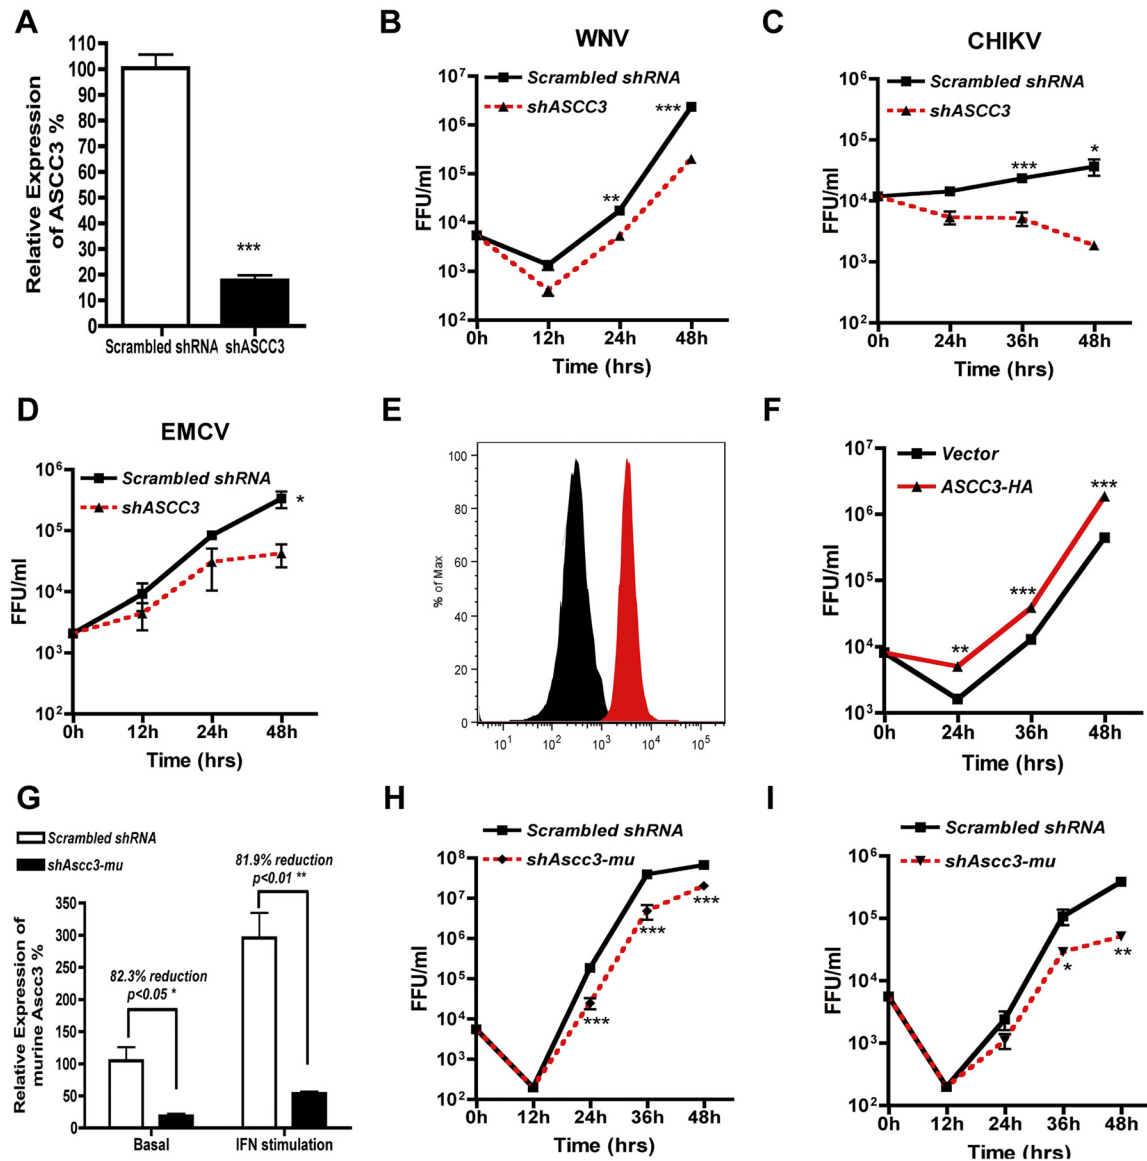 A
Relative Expression
of ASCC3 %
110
100
90
80
70
60
50
40
30
20
10
0
***
Scrambled shRNA shASCC3
B
WNV
Scrambled shRNA
shASCC3
FFU/ml
10^7
10^6
10^5
10^4
10^3
10^2
**
***
0h 12h 24h 48h
Time (hrs)
C
CHIKV
Scrambled shRNA
shASCC3
FFU/ml
10^6
10^5
10^4
10^3
10^2
***
*
0h 24h 36h 48h
Time (hrs)
D
EMCV
Scrambled shRNA
shASCC3
FFU/ml
10^6
10^5
10^4
10^3
10^2
*
0h 12h 24h 48h
Time (hrs)
E
% of Max
100
80
60
40
20
0
10^1 10^2 10^3 10^4 10^5
F
Vector
ASCC3-HA
FFU/ml
10^7
10^6
10^5
10^4
10^3
**
***
***
0h 24h 36h 48h
Time (hrs)
G
Scrambled shRNA
shAscc3-mu
Relative Expression of
murine Ascc3 %
350
300
250
200
150
100
50
0
82.3% reduction
p<0.05 *
81.9% reduction
p<0.01 **
Basal IFN stimulation
H
Scrambled shRNA
shAscc3-mu
FFU/ml
10^8
10^7
10^6
10^5
10^4
10^3
10^2
***
***
***
0h 12h 24h 36h 48h
Time (hrs)
I
Scrambled shRNA
shAscc3-mu
FFU/ml
10^6
10^5
10^4
10^3
10^2
*
**
0h 12h 24h 36h 48h
Time (hrs)